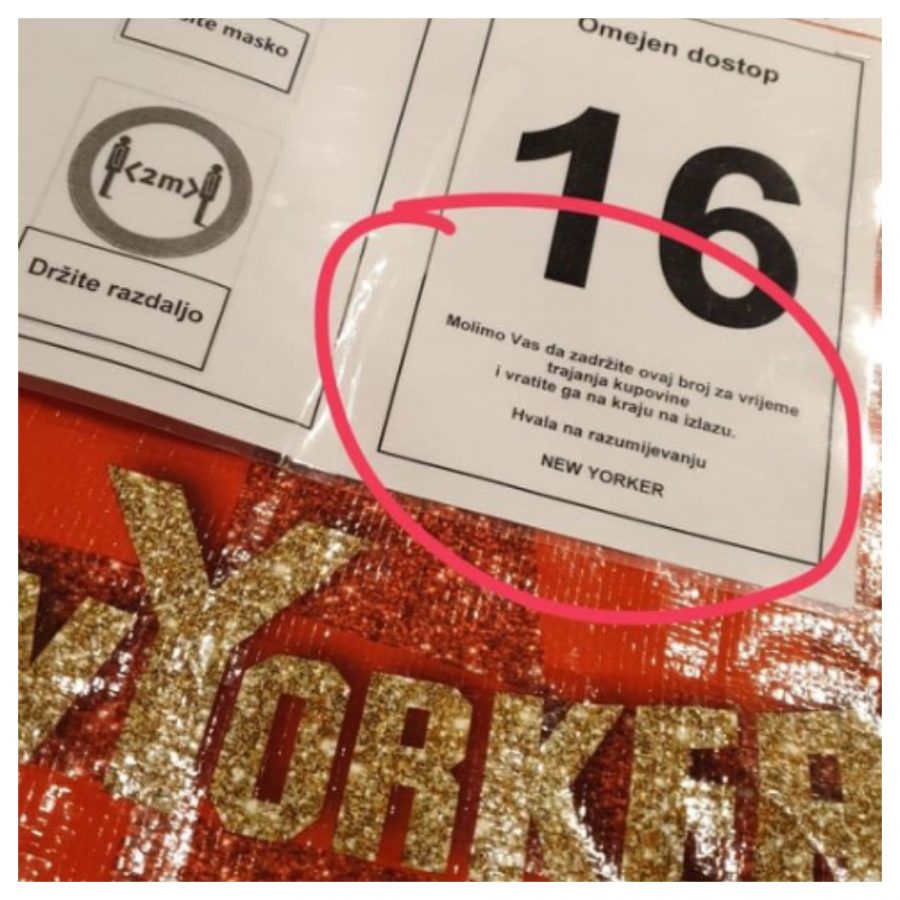 masko
<2m>
Držite razdaljo
Omejen dostop
16
Molimo Vas da zadržite ovaj broj za vrijeme
trajanja kupovine
i vratite ga na kraju na izlazu.
Hvala na razumijevanju
NEW YORKER
YORKER